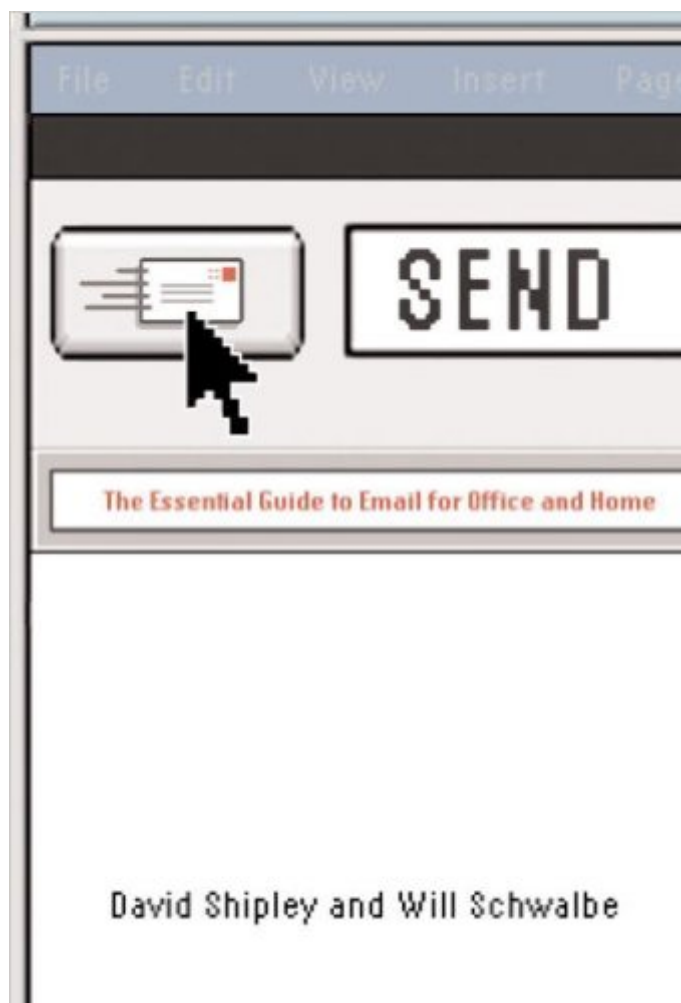 File Edit View Insert Page
SEND
The Essential Guide to Email for Office and Home
David Shipley and Will Schwalbe